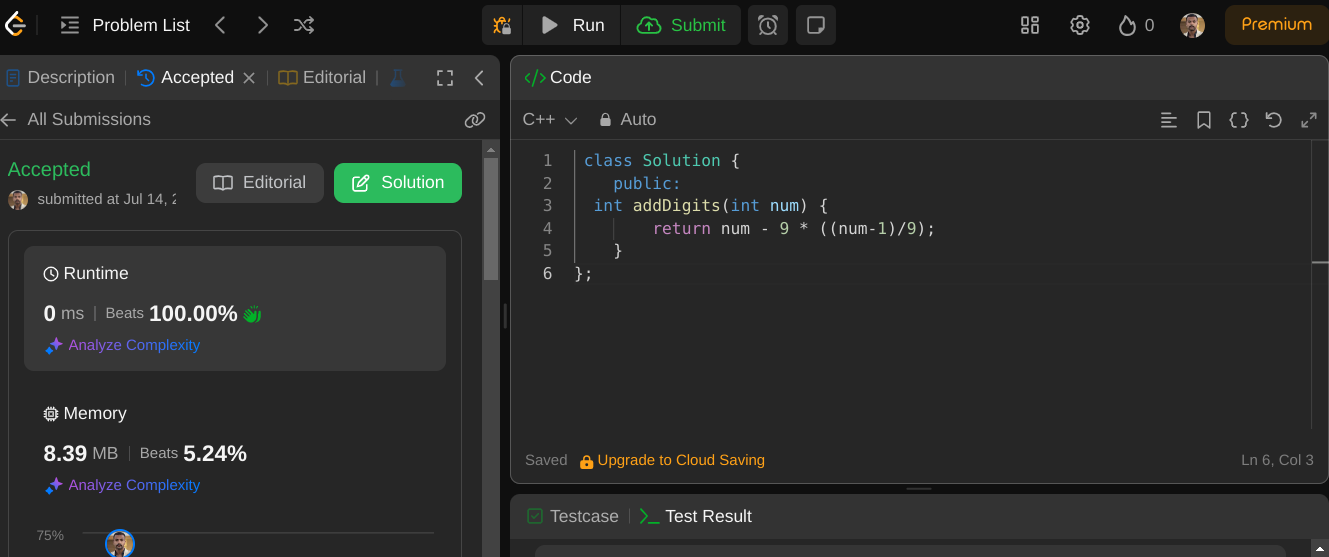 Problem List
Run
Submit
0
Premium
Description
Accepted
Editorial
All Submissions
Accepted
submitted at Jul 14, 2
Editorial
Solution
Runtime
0 ms | Beats 100.00%
Analyze Complexity
Memory
8.39 MB | Beats 5.24%
Analyze Complexity
75%
</> Code
C++
Auto
1 class Solution {
2 public:
3 int addDigits(int num) {
4 return num - 9 * ((num-1)/9);
5 }
6 };
Saved
Upgrade to Cloud Saving
Ln 6, Col 3
Testcase
>_ Test Result